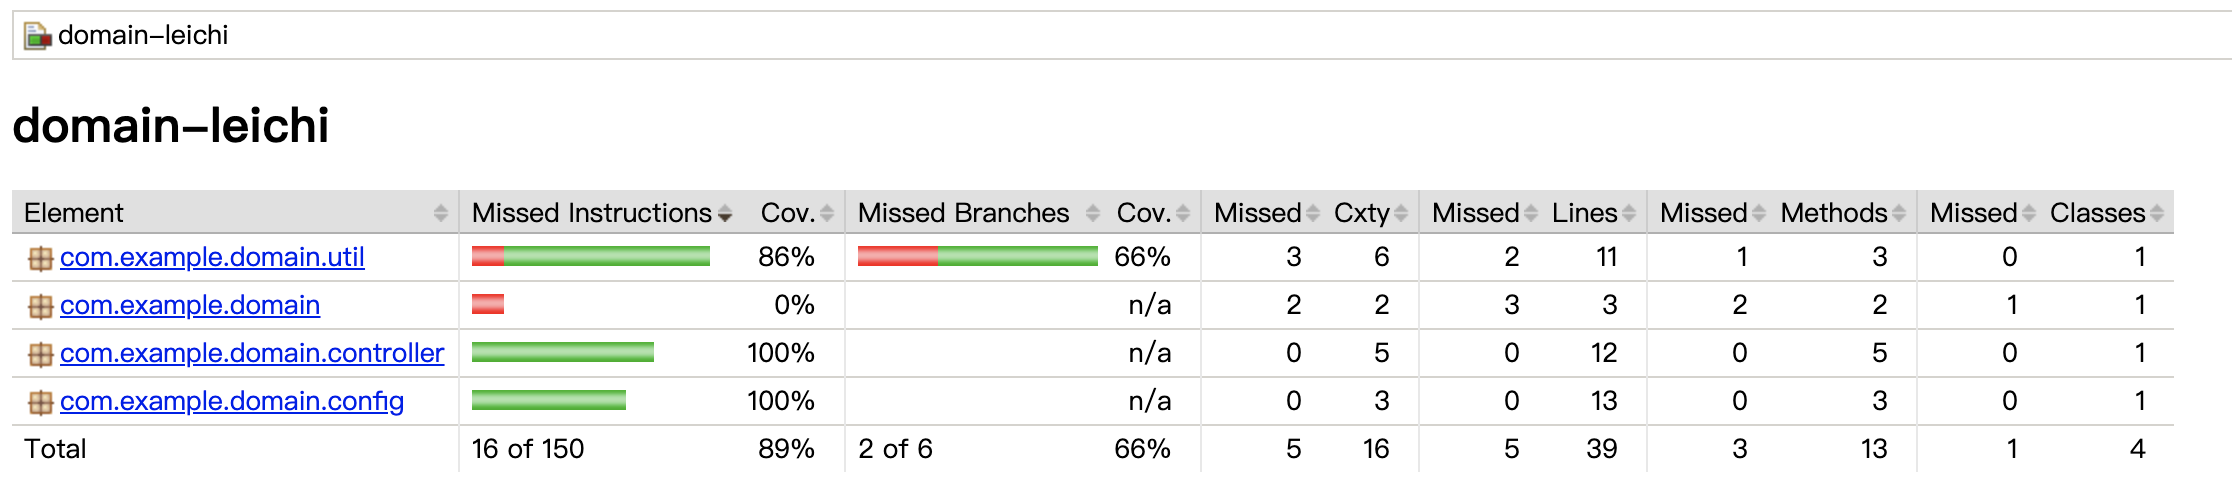 domain-leichi
domain-leichi
Element Missed Instructions Cov. Missed Branches Cov. Missed Cxty Missed Lines Missed Methods Missed Classes
com.example.domain.util 86% 66% 3 6 2 11 1 3 0 1
com.example.domain 0% n/a 2 2 3 3 2 2 1 1
com.example.domain.controller 100% n/a 0 5 0 12 0 5 0 1
com.example.domain.config 100% n/a 0 3 0 13 0 3 0 1
Total 16 of 150 89% 2 of 6 66% 5 16 5 39 3 13 1 4